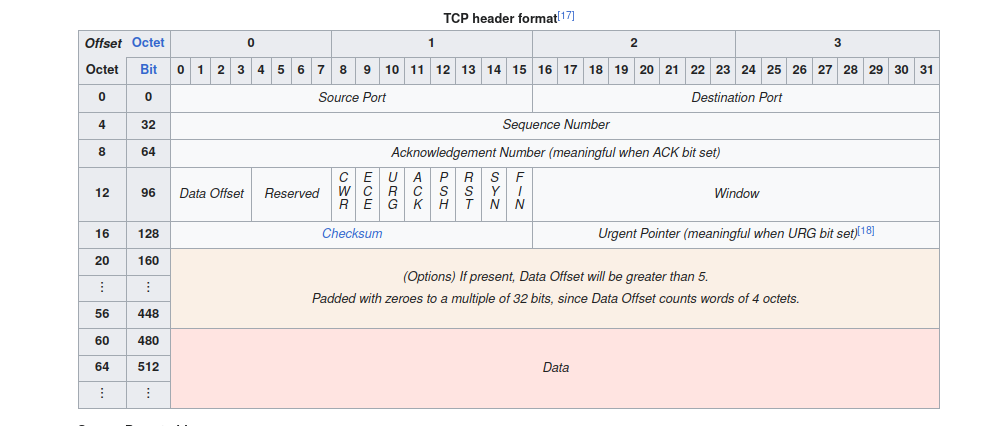 TCP header format[17]
Offset Octet 0 1 2 3
Octet Bit 0 1 2 3 4 5 6 7 8 9 10 11 12 13 14 15 16 17 18 19 20 21 22 23 24 25 26 27 28 29 30 31
0 0 Source Port Destination Port
4 32 Sequence Number
8 64 Acknowledgement Number (meaningful when ACK bit set)
12 96 Data Offset Reserved CWR ECE URG ACK PSH RST SYN FIN Window
16 128 Checksum Urgent Pointer (meaningful when URG bit set)[18]
20 160
(Options) If present, Data Offset will be greater than 5.
⋮ ⋮
Padded with zeroes to a multiple of 32 bits, since Data Offset counts words of 4 octets.
56 448
60 480
64 512 Data
⋮ ⋮